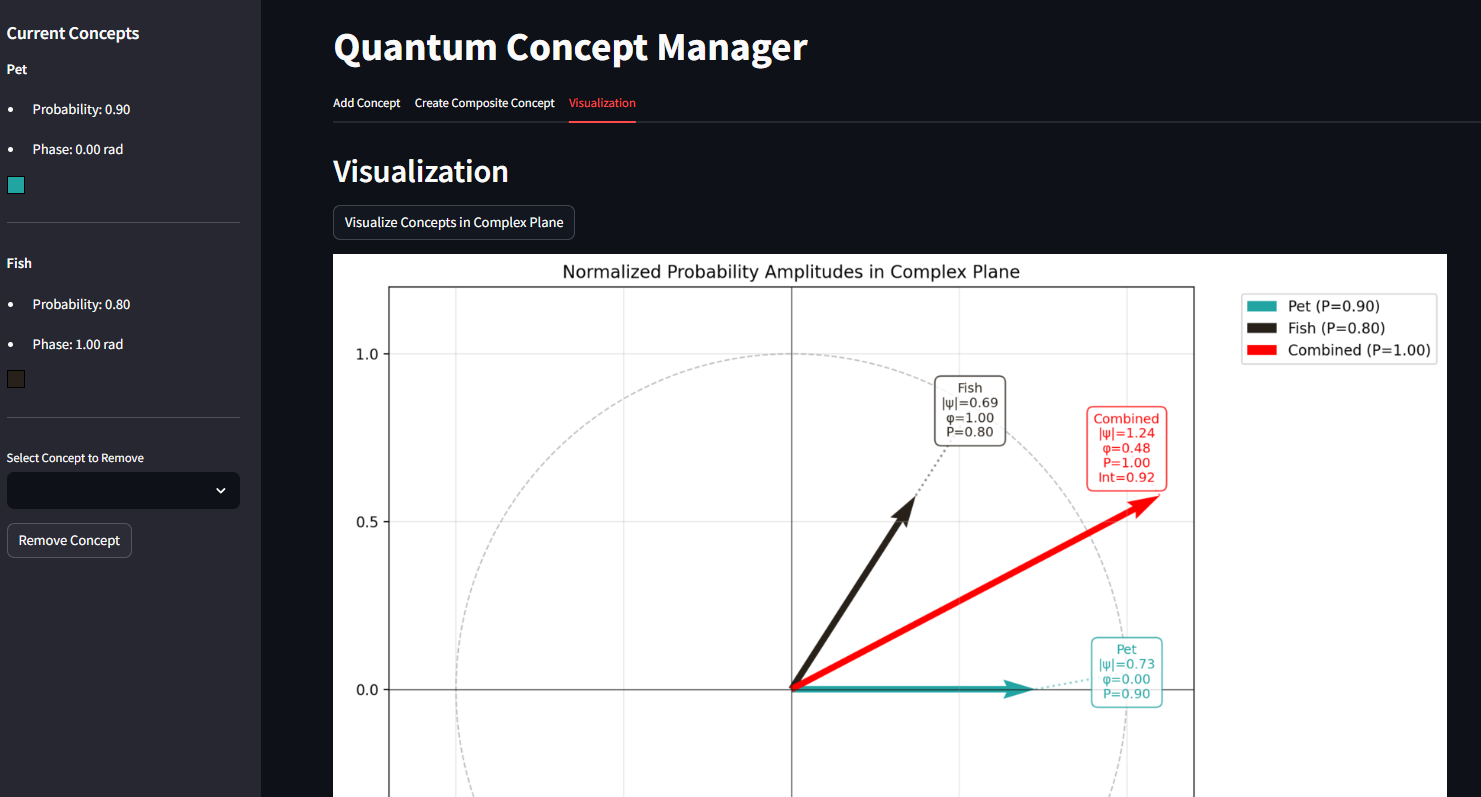 Current Concepts
Pet
Probability: 0.90
Phase: 0.00 rad
Fish
Probability: 0.80
Phase: 1.00 rad
Select Concept to Remove
Remove Concept
Quantum Concept Manager
Add Concept Create Composite Concept Visualization
Visualization
Visualize Concepts in Complex Plane
Normalized Probability Amplitudes in Complex Plane
1.0
0.5
0.0
Fish
|ψ|=0.69
φ=1.00
P=0.80
Combined
|ψ|=1.24
φ=0.48
P=1.00
Int=0.92
Pet
|ψ|=0.73
φ=0.00
P=0.90
Pet (P=0.90)
Fish (P=0.80)
Combined (P=1.00)